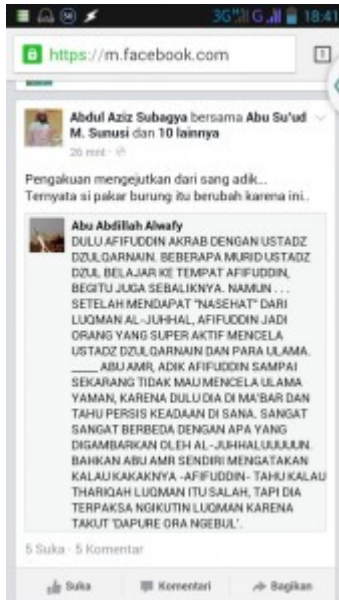 3G G 18:41
https://m.facebook.com
1
Abdul Aziz Subagya bersama Abu Su'ud
M. Sunusi dan 10 lainnya
26 mnt
Pengakuan mengejutkan dari sang adik...
Ternyata si pakar burung itu berubah karena ini..
Abu Abdillah Alwafy
DULU AFIFUDDIN AKRAB DENGAN USTADZ
DZULQARNAIN. BEBERAPA MURID USTADZ
DZUL BELAJAR KE TEMPAT AFIFUDDIN,
BEGITU JUGA SEBALIKNYA. NAMUN . . .
SETELAH MENDAPAT "NASEHAT" DARI
LUQMAN AL-JUHHAL, AFIFUDDIN JADI
ORANG YANG SUPER AKTIF MENCELA
USTADZ DZULQARNAIN DAN PARA ULAMA.
____ ABU AMR, ADIK AFIFUDDIN SAMPAI
SEKARANG TIDAK MAU MENCELA ULAMA
YAMAN, KARENA DULU DIA DI MA'BAR DAN
TAHU PERSIS KEADAAN DI SANA. SANGAT
SANGAT BERBEDA DENGAN APA YANG
DIGAMBARKAN OLEH AL-JUHHALUUUUUN.
BAHKAN ABU AMR SENDIRI MENGATAKAN
KALAU KAKAKNYA -AFIFUDDIN- TAHU KALAU
THARIQAH LUQMAN ITU SALAH, TAPI DIA
TERPAKSA NGIKUTIN LUQMAN KARENA
TAKUT 'DAPURE ORA NGEBUL'.
5 Suka · 5 Komentar
Suka Komentari Bagikan